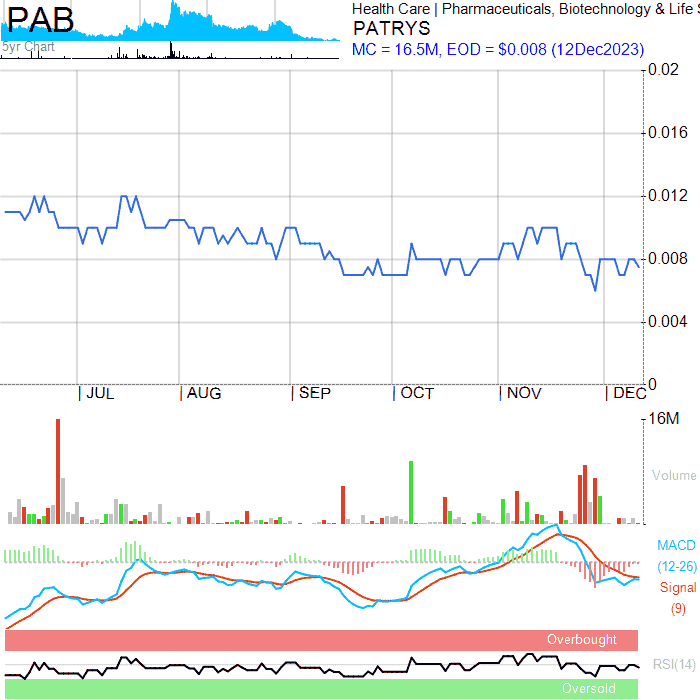 PAB
5yr Chart
Health Care | Pharmaceuticals, Biotechnology & Life
PATRYS
MC = 16.5M, EOD = $0.008 (12Dec2023)
0.02
0.016
0.012
0.008
0.004
0
| JUL | AUG | SEP | OCT | NOV | DEC
16M
Volume
MACD
(12-26)
Signal
(9)
Overbought
RSI(14)
Oversold